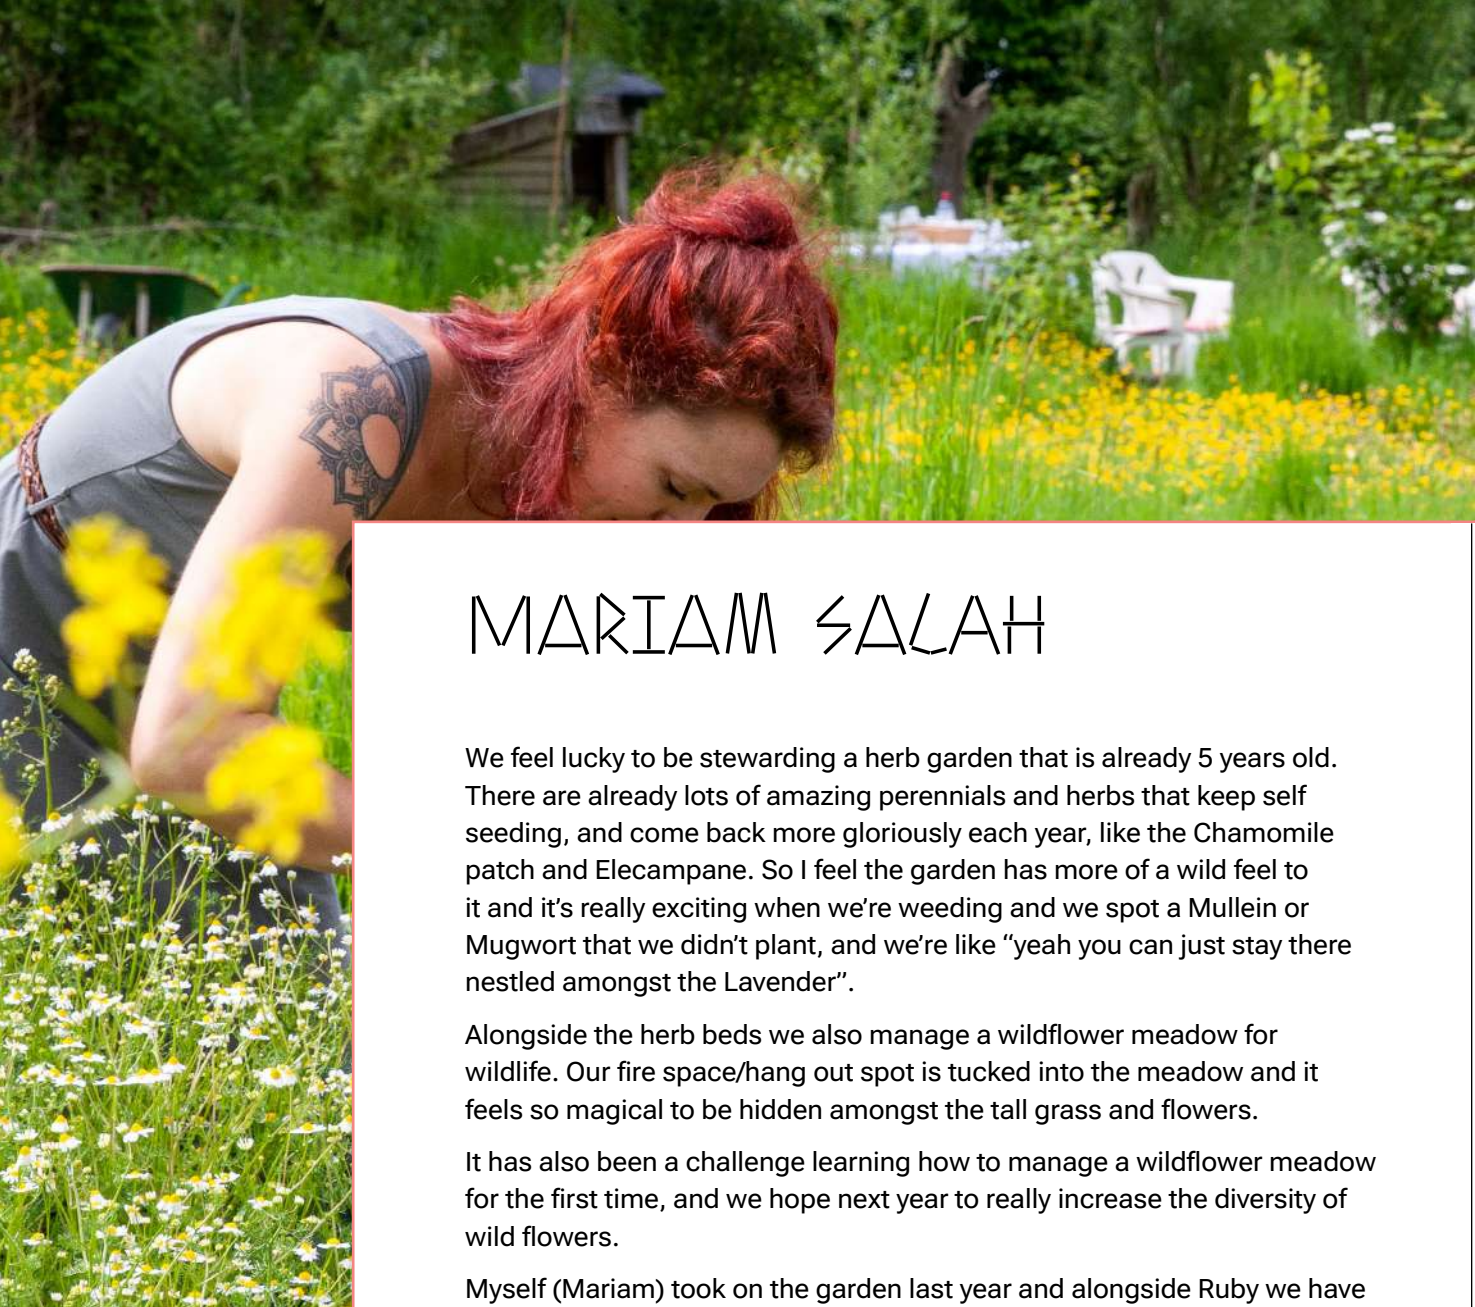 MARIAM SALAH
We feel lucky to be stewarding a herb garden that is already 5 years old.
There are already lots of amazing perennials and herbs that keep self
seeding, and come back more gloriously each year, like the Chamomile
patch and Elecampane. So I feel the garden has more of a wild feel to
it and it’s really exciting when we’re weeding and we spot a Mullein or
Mugwort that we didn’t plant, and we’re like “yeah you can just stay there
nestled amongst the Lavender”.
Alongside the herb beds we also manage a wildflower meadow for
wildlife. Our fire space/hang out spot is tucked into the meadow and it
feels so magical to be hidden amongst the tall grass and flowers.
It has also been a challenge learning how to manage a wildflower meadow
for the first time, and we hope next year to really increase the diversity of
wild flowers.
Myself (Mariam) took on the garden last year and alongside Ruby we have